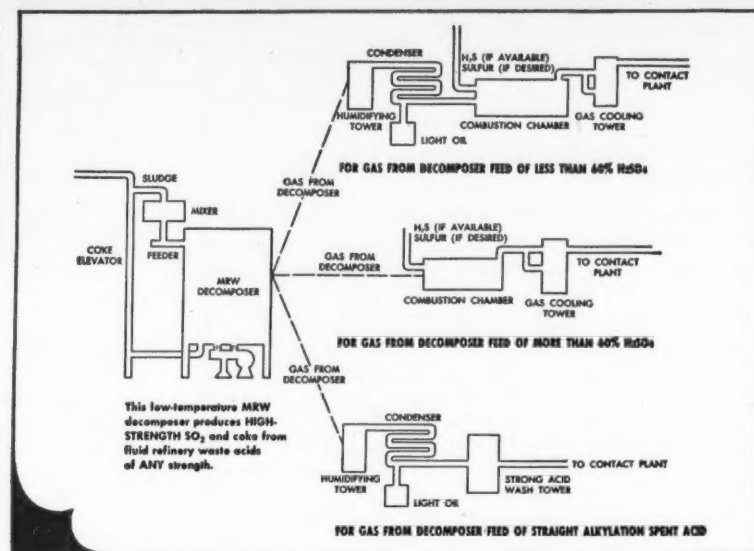 CONDENSER
H₂S (IF AVAILABLE)
SULFUR (IF DESIRED)
TO CONTACT
PLANT
HUMIDIFYING
TOWER
LIGHT OIL
COMBUSTION CHAMBER
GAS COOLING
TOWER
FOR GAS FROM DECOMPOSER FEED OF LESS THAN 60% H₂SO₄
GAS FROM
DECOMPOSER
SLUDGE
MIXER
COKE
ELEVATOR
FEEDER
MRW
DECOMPOSER
GAS FROM
DECOMPOSER
H₂S (IF AVAILABLE)
SULFUR (IF DESIRED)
TO CONTACT
PLANT
COMBUSTION CHAMBER
GAS COOLING
TOWER
FOR GAS FROM DECOMPOSER FEED OF MORE THAN 60% H₂SO₄
GAS FROM
DECOMPOSER
This low-temperature MRW
decomposer produces HIGH-
STRENGTH SO₂ and coke from
fluid refinery waste acids
of ANY strength.
CONDENSER
HUMIDIFYING
TOWER
LIGHT OIL
STRONG ACID
WASH TOWER
TO CONTACT PLANT
FOR GAS FROM DECOMPOSER FEED OF STRAIGHT ALKYLATION SPENT ACID